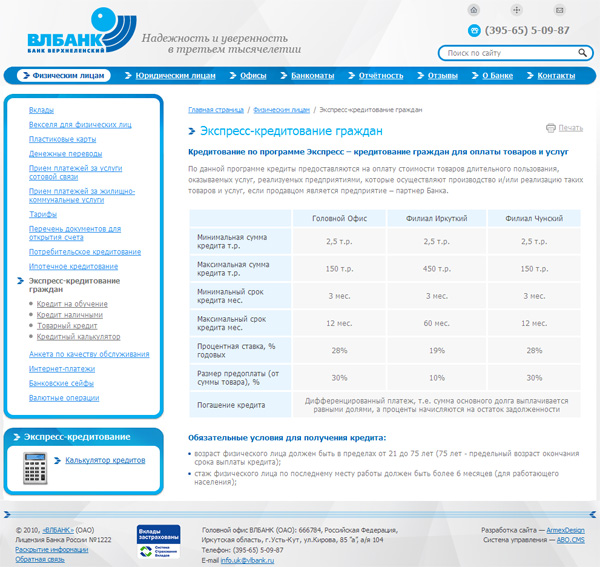 ВЛБАНК
БАНК ВЕРХНЕЛЕНСКИЙ
Надежность и уверенность
в третьем тысячелетии
(395-65) 5-09-87
Поиск по сайту
Физическим лицам
Юридическим лицам
Офисы
Банкоматы
Отчётность
Отзывы
О Банке
Контакты
Вклады
Векселя для физических лиц
Пластиковые карты
Денежные переводы
Прием платежей за услуги
сотовой связи
Прием платежей за жилищно-
коммунальные услуги
Тарифы
Перечень документов для
открытия счета
Потребительское кредитование
Ипотечное кредитование
Экспресс-кредитование
граждан
Кредит на обучение
Кредит наличными
Товарный кредит
Кредитный калькулятор
Анкета по качеству обслуживания
Интернет-платежи
Банковские сейфы
Валютные операции
Экспресс-кредитование
Калькулятор кредитов
Главная страница / Физическим лицам / Экспресс-кредитование граждан
Экспресс-кредитование граждан
Печать
Кредитование по программе Экспресс – кредитование граждан для оплаты товаров и услуг
По данной программе кредиты предоставляются на оплату стоимости товаров длительного пользования,
оказываемых услуг, реализуемых предприятиями, которые осуществляют производство и/или реализацию таких
товаров и услуг, если продавцом является предприятие – партнер Банка.
Головной Офис Филиал Иркуткий Филиал Чунский
Минимальная сумма
кредита т.р. 2,5 т.р. 2,5 т.р. 2,5 т.р.
Максимальная сумма
кредита т.р. 150 т.р. 450 т.р. 150 т.р.
Минимальный срок
кредита мес. 3 мес. 3 мес. 3 мес.
Максимальный срок
кредита мес. 12 мес. 60 мес. 12 мес.
Процентная ставка, %
годовых 28% 19% 28%
Размер предоплаты (от
суммы товара), % 30% 10% 30%
Погашение кредита
Дифференцированный платеж, т.е. сумма основного долга выплачивается
равными долями, а проценты начисляются на остаток задолженности
Обязательные условия для получения кредита:
возраст физического лица должен быть в пределах от 21 до 75 лет (75 лет - предельный возраст окончания
срока выплаты кредита);
стаж физического лица по последнему месту работы должен быть более 6 месяцев (для работающего
населения);
© 2010, «ВЛБАНК» (ОАО)
Лицензия Банка России №1222
Раскрытие информации
Обратная связь
Вклады
застрахованы
Система
Страхования
Вкладов
Головной офис ВЛБАНК (ОАО): 666784, Российская Федерация,
Иркутская область, г.Усть-Кут, ул.Кирова, 85 "а", а/я 104
Телефон: (395-65) 5-09-87
E-mail info.uk@vlbank.ru
Разработка сайта — ArmexDesign
Система управления — ABO.CMS